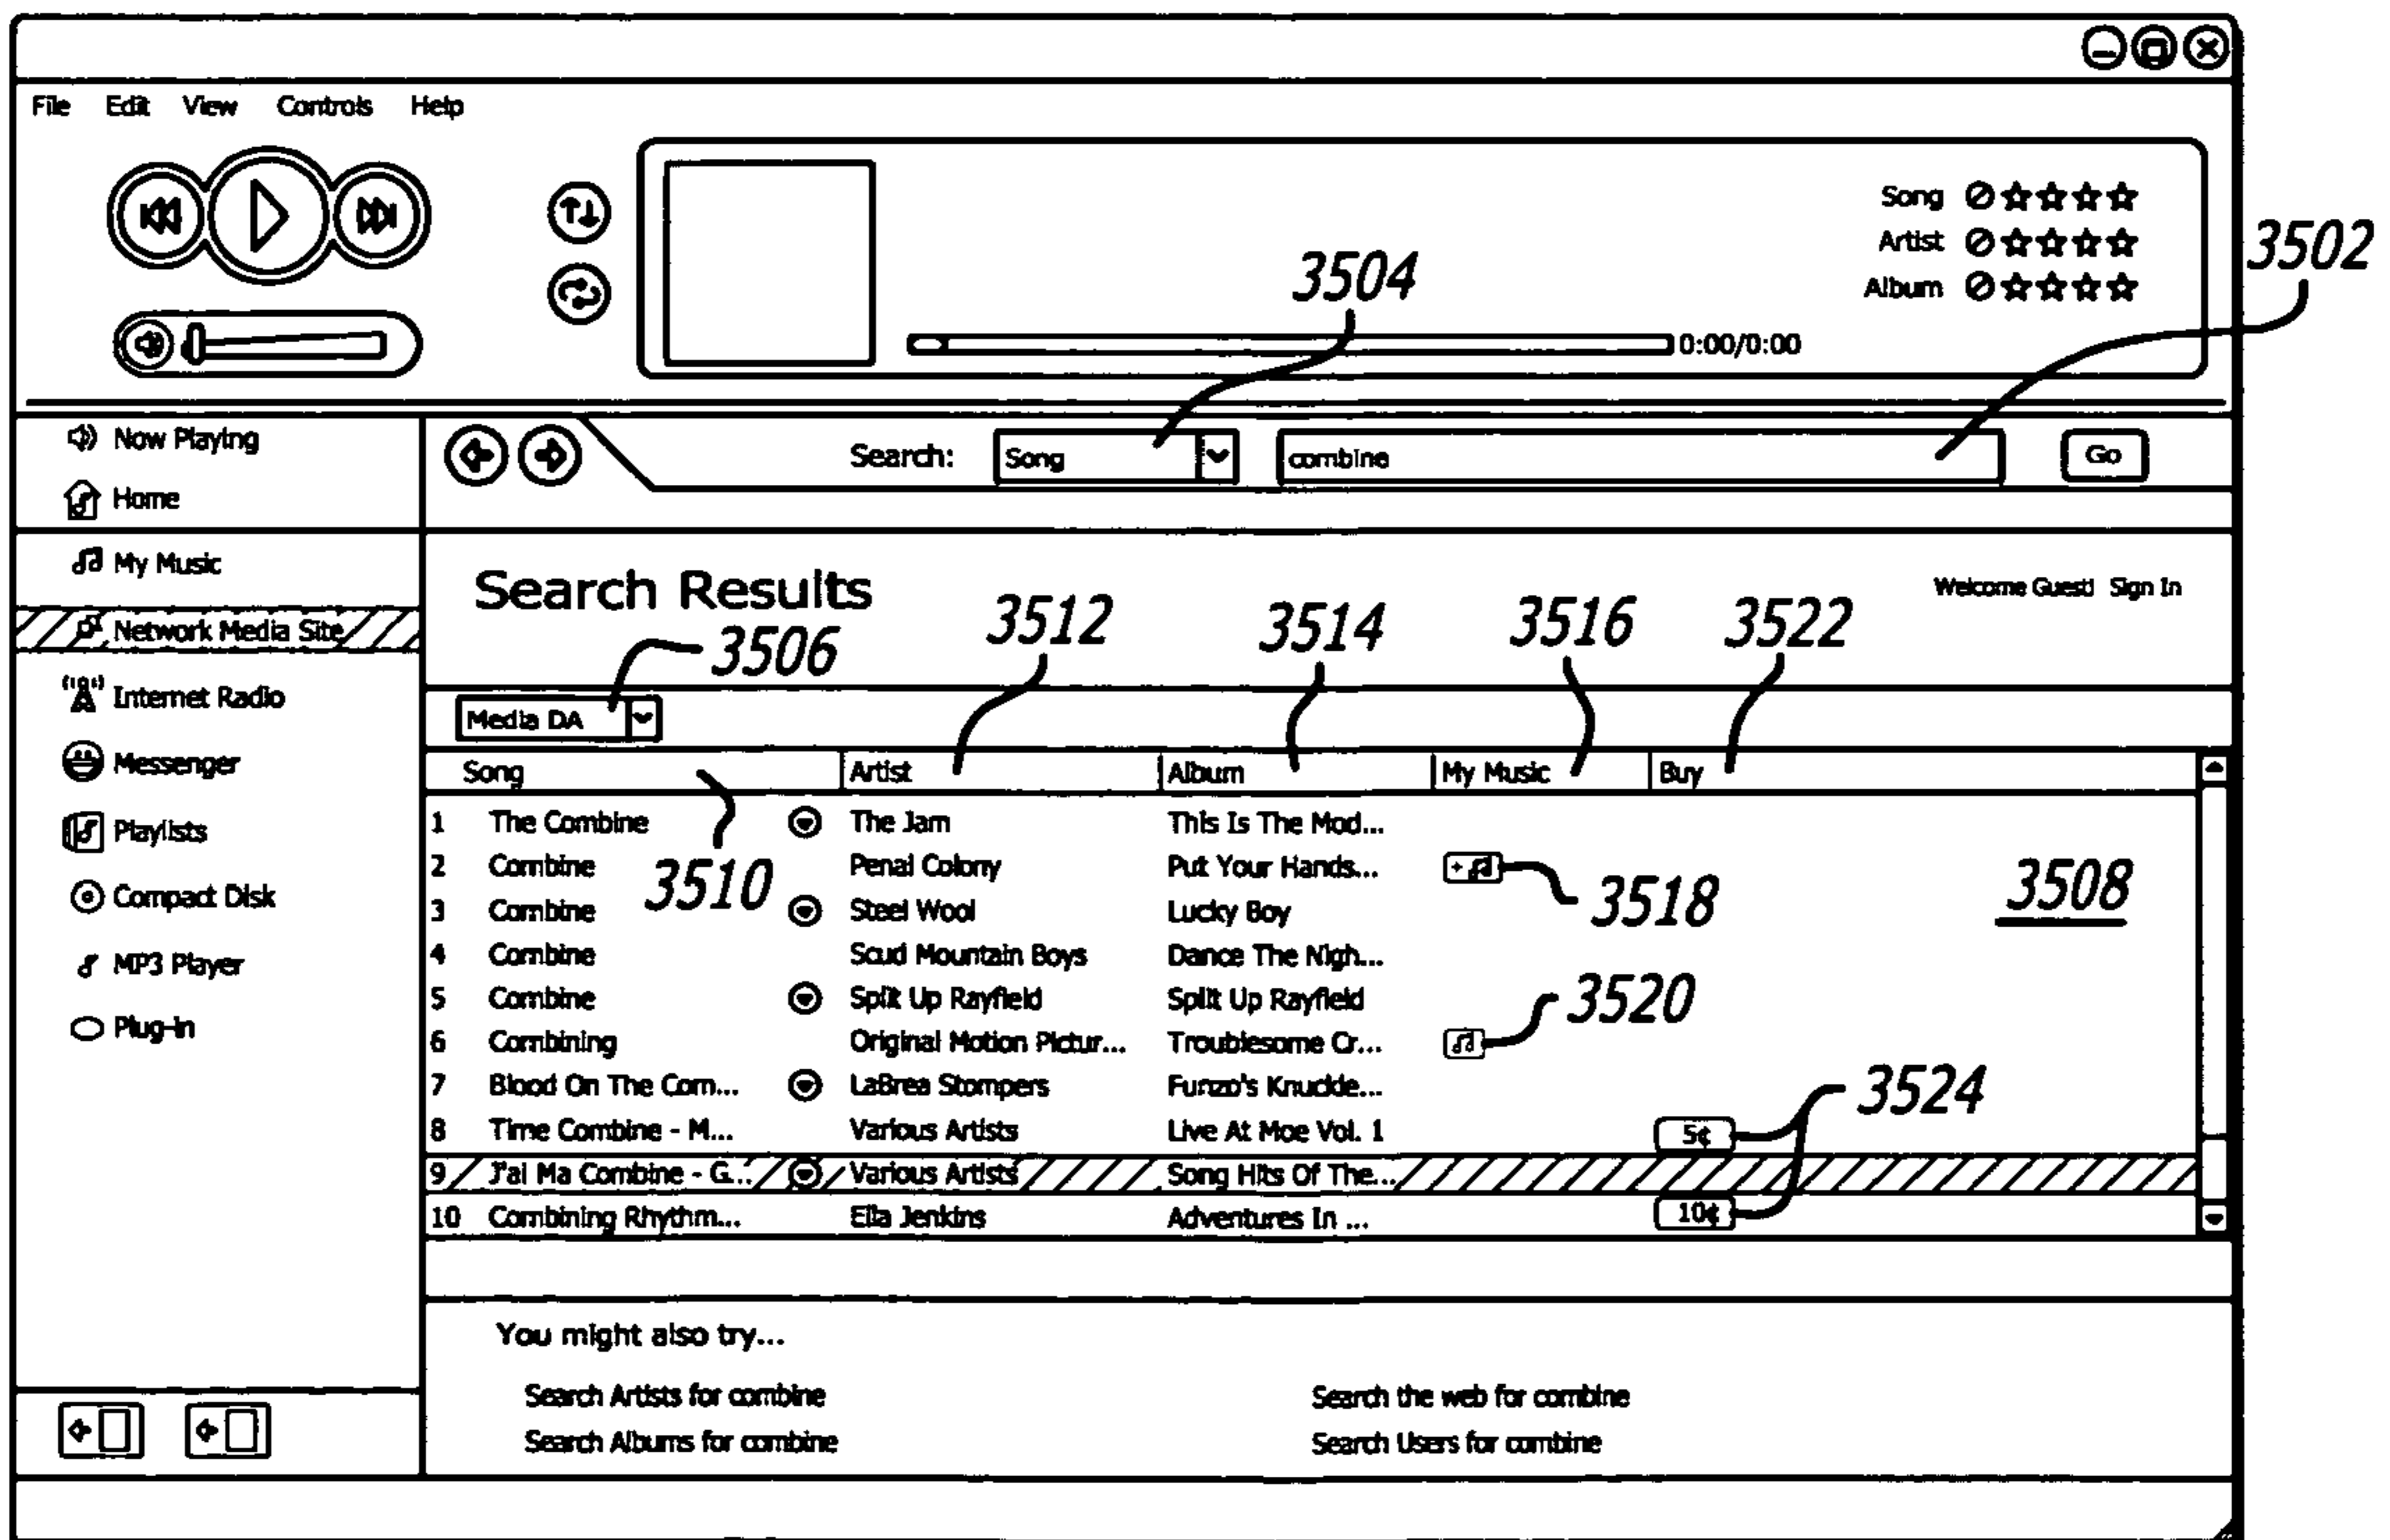 File Edit View Controls Help
Song
Artist
Album
3502
3504
0:00/0:00
Now Playing
Home
My Music
Network Media Site
Internet Radio
Messenger
Playlists
Compact Disk
MP3 Player
Plug-in
Search: Song combine Go
Search Results
Welcome Guest! Sign In
3506 3512 3514 3516 3522
Media DA
Song Artist Album My Music Buy
1 The Combine The Jam This Is The Mod...
2 Combine Penal Colony Put Your Hands...
3 Combine Steel Wool Lucky Boy
4 Combine Scud Mountain Boys Dance The Nigh...
5 Combine Split Up Rayfield Split Up Rayfield
6 Combining Original Motion Pictur... Troublesome Cr...
7 Blood On The Com... LaBrea Stompers Funzo's Knuckle...
8 Time Combine - M... Various Artists Live At Moe Vol. 1 5¢
9 J'ai Ma Combine - G... Various Artists Song Hits Of The...
10 Combining Rhythm... Ella Jenkins Adventures In ... 10¢
3510
3518
3508
3520
3524
You might also try...
Search Artists for combine
Search Albums for combine
Search the web for combine
Search Users for combine